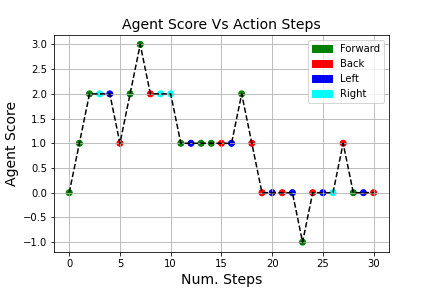 Agent Score Vs Action Steps
Agent Score
3.0
2.5
2.0
1.5
1.0
0.5
0.0
−0.5
−1.0
Forward
Back
Left
Right
0 5 10 15 20 25 30
Num. Steps